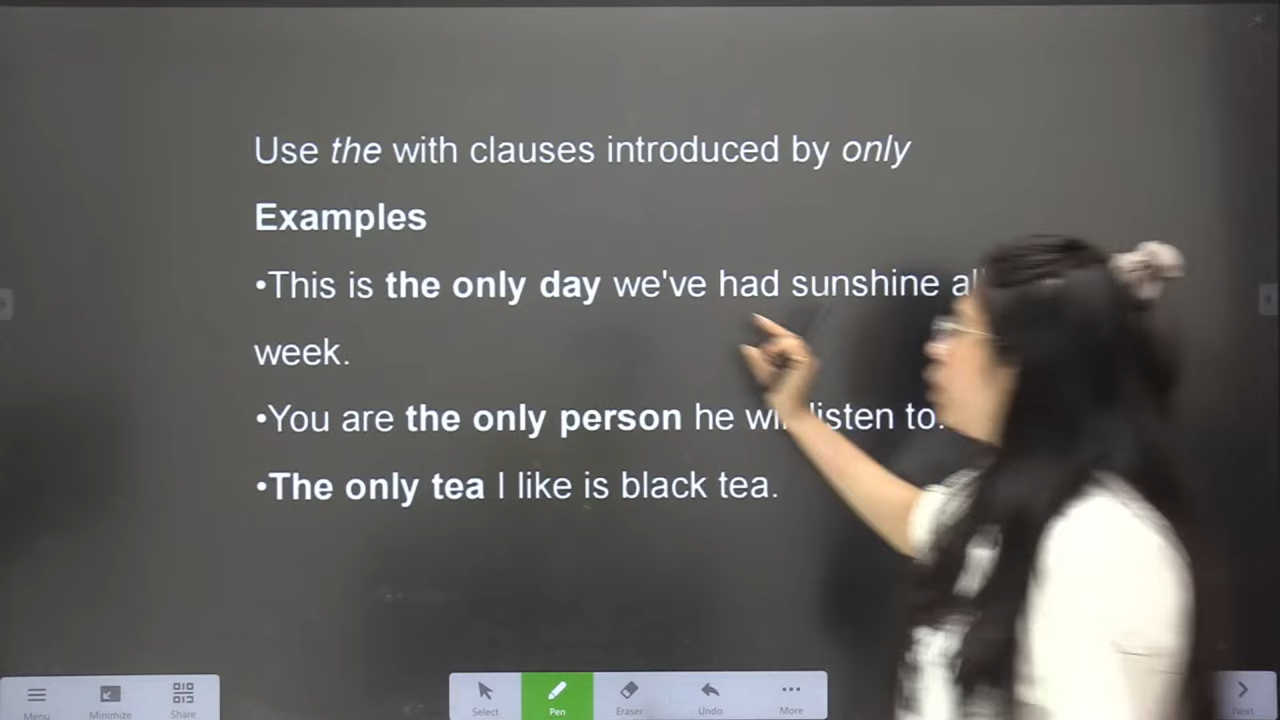 Use the with clauses introduced by only
Examples
•This is the only day we've had sunshine
week.
•You are the only person he will listen to.
•The only tea I like is black tea.
Menu Minimize Share Select Pen Eraser Undo More Next